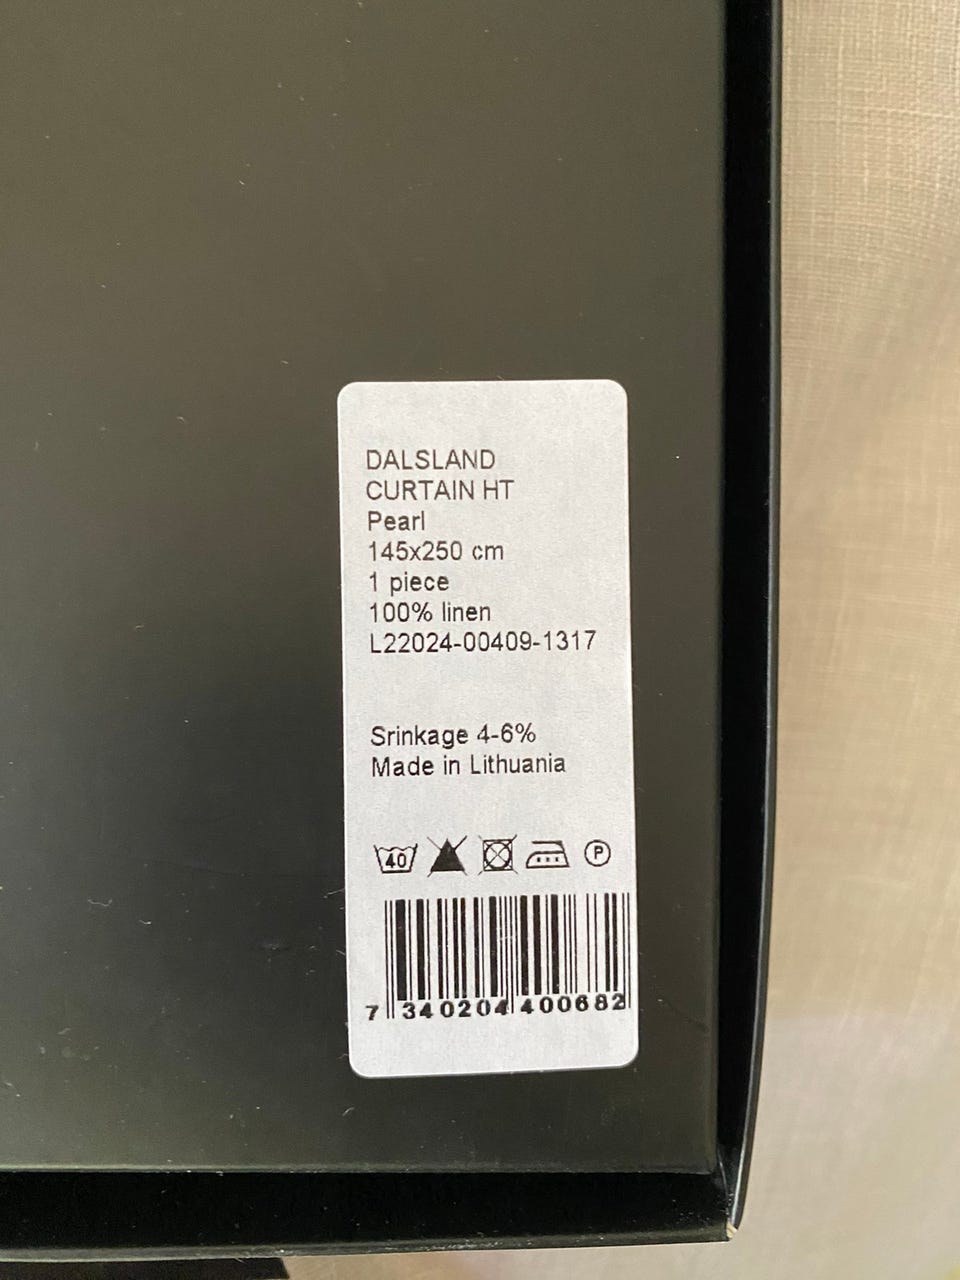 DALSLAND
CURTAIN HT
Pearl
145x250 cm
1 piece
100% linen
L22024-00409-1317
Srinkage 4-6%
Made in Lithuania
40 P
7 340204 400682